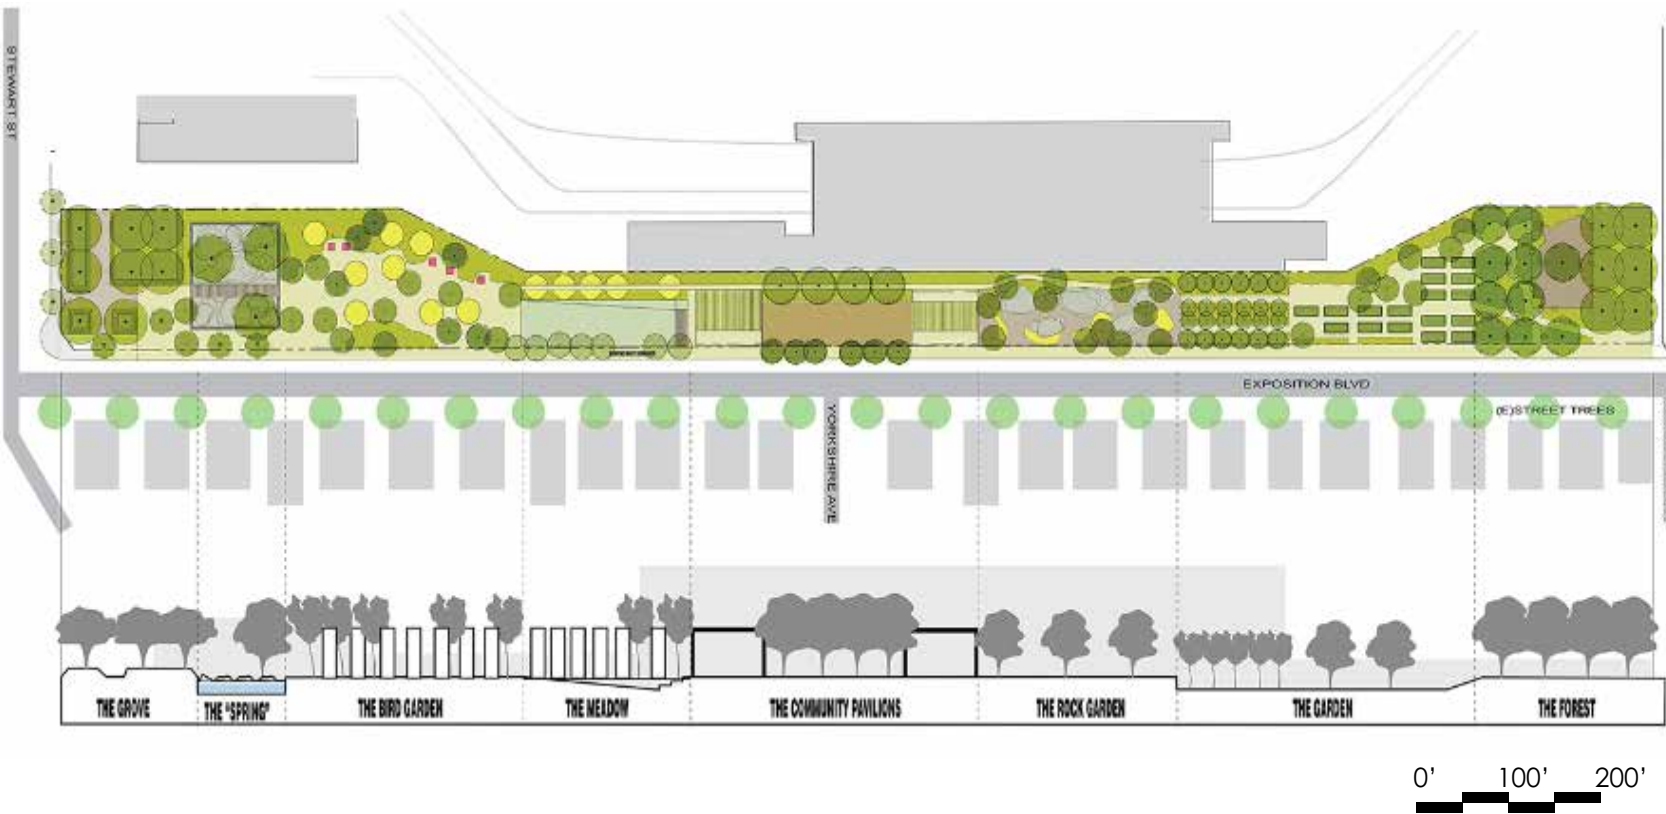 STEWART ST
EXPOSITION BLVD
(E)STREET TREES
YORKSHIRE AVE
THE GROVE
THE "SPRING"
THE BIRD GARDEN
THE MEADOW
THE COMMUNITY PAVILIONS
THE ROCK GARDEN
THE GARDEN
THE FOREST
0' 100' 200'